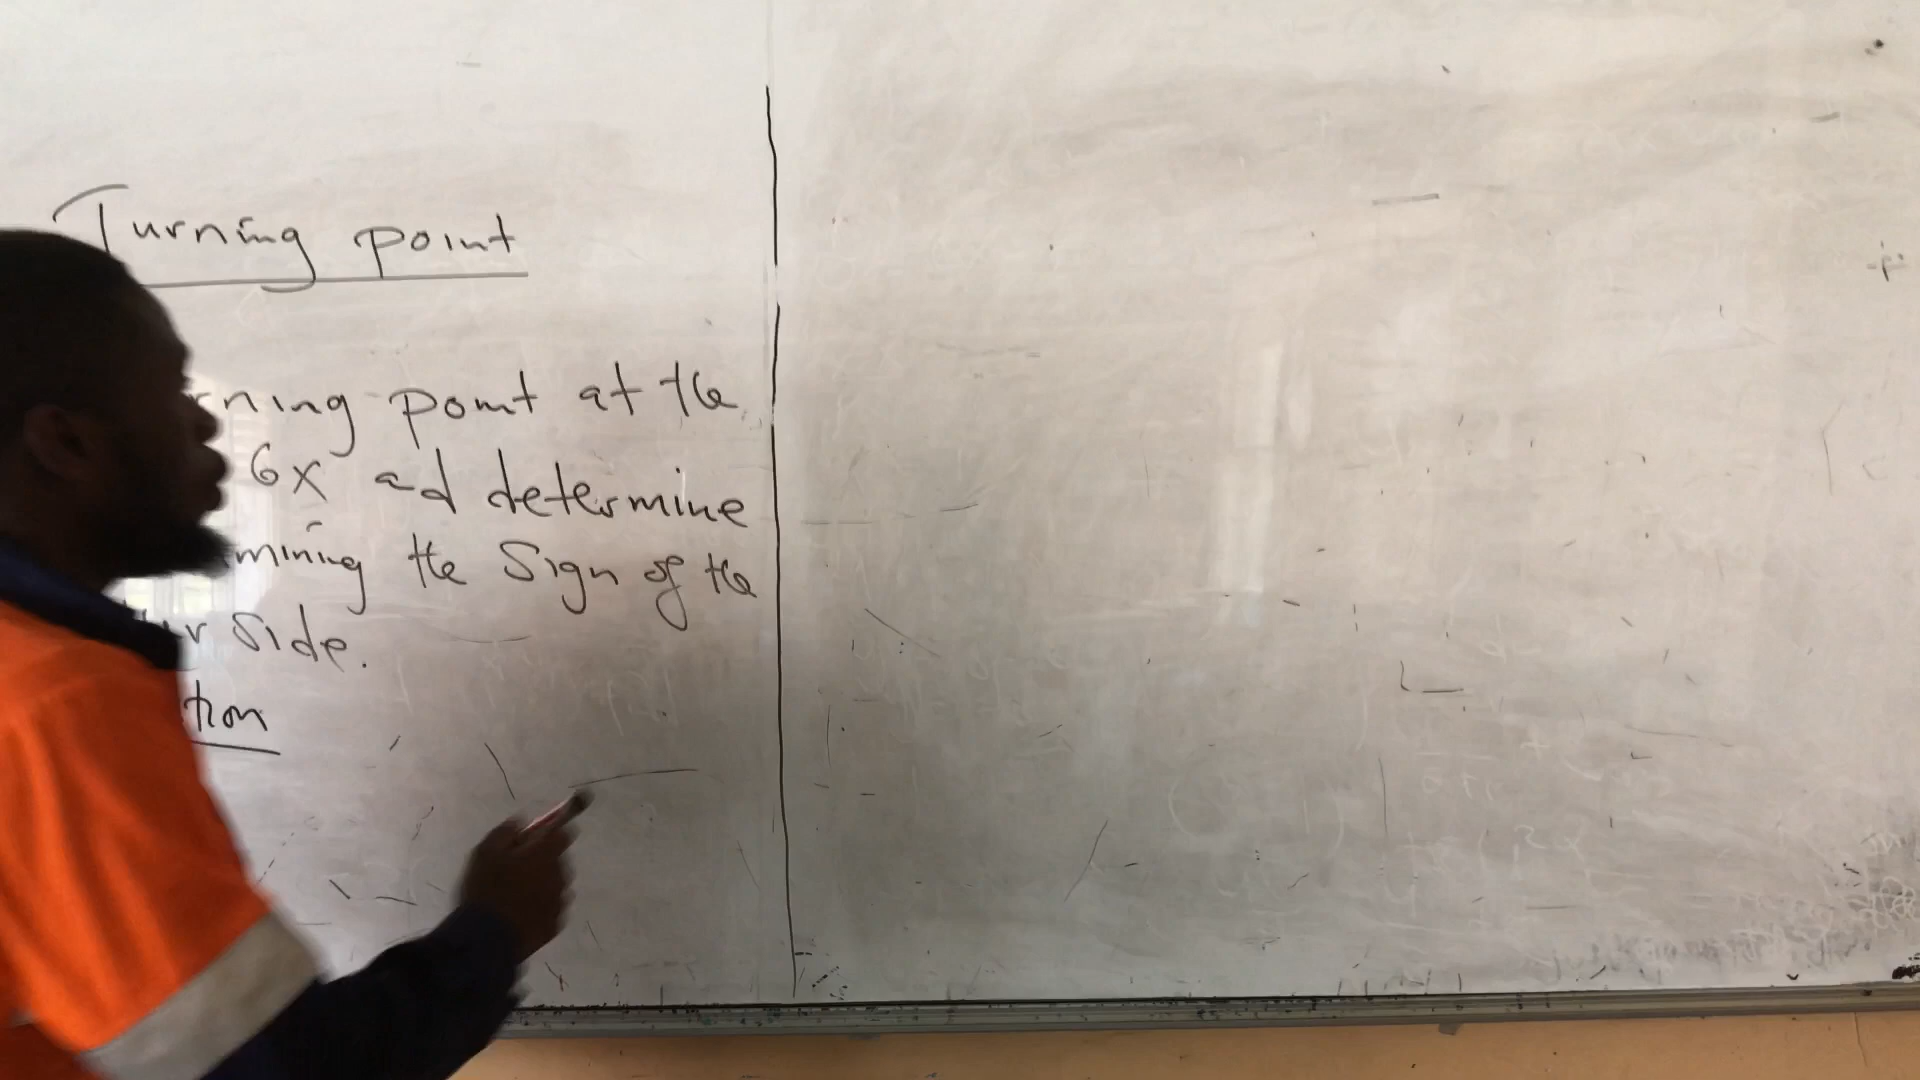 Turning point
rning point at the
6x and determine
mining the Sign of the
r side.
tion